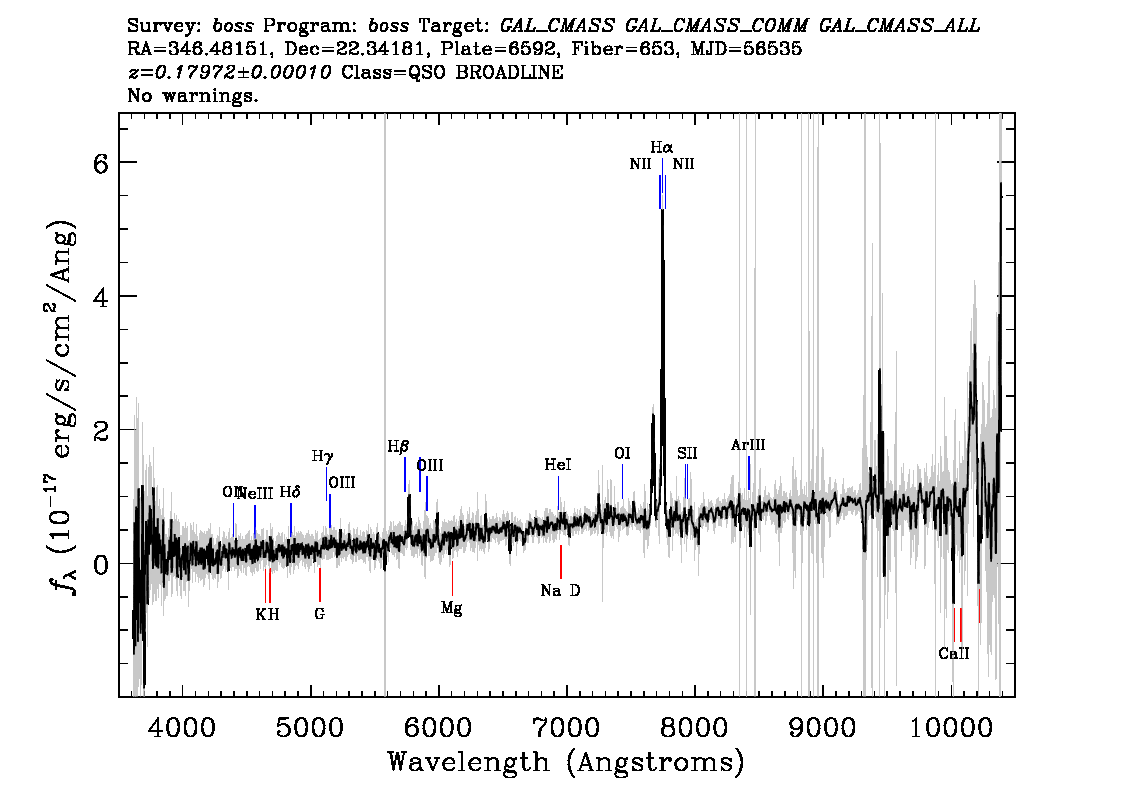 Survey: boss Program: boss Target: GAL_CMASS GAL_CMASS_COMM GAL_CMASS_ALL
RA=346.48151, Dec=22.34181, Plate=6592, Fiber=653, MJD=56535
z=0.17972±0.00010 Class=QSO BROADLINE
No warnings.
Hα
NII NII
6
4
2
0
Hβ
OIII
Hγ
OIII
NeIII
Hδ
HeI
OI
SII
ArIII
KH
G
Mg
Na D
CaII
f_λ (10^−17 erg/s/cm^2/Ang)
4000 5000 6000 7000 8000 9000 10000
Wavelength (Angstroms)